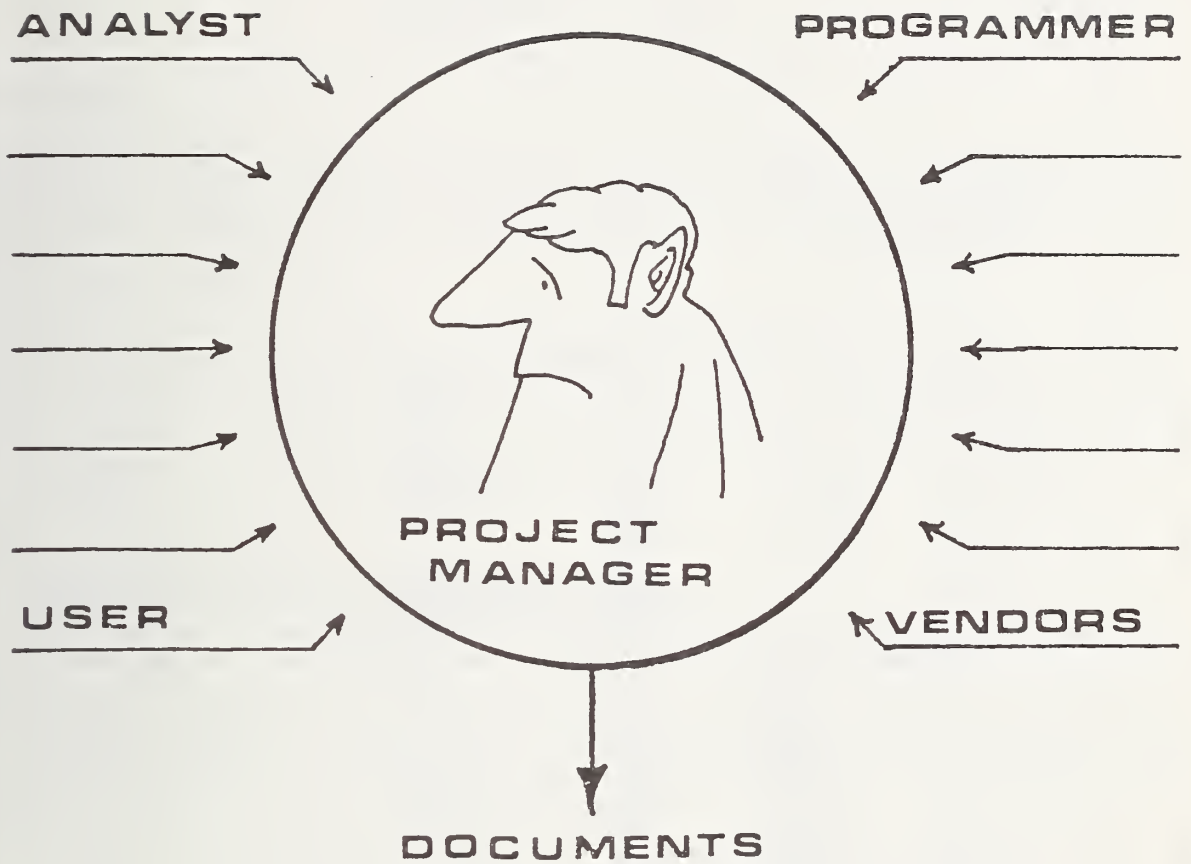 ANALYST
PROGRAMMER
PROJECT
MANAGER
USER
VENDORS
DOCUMENTS